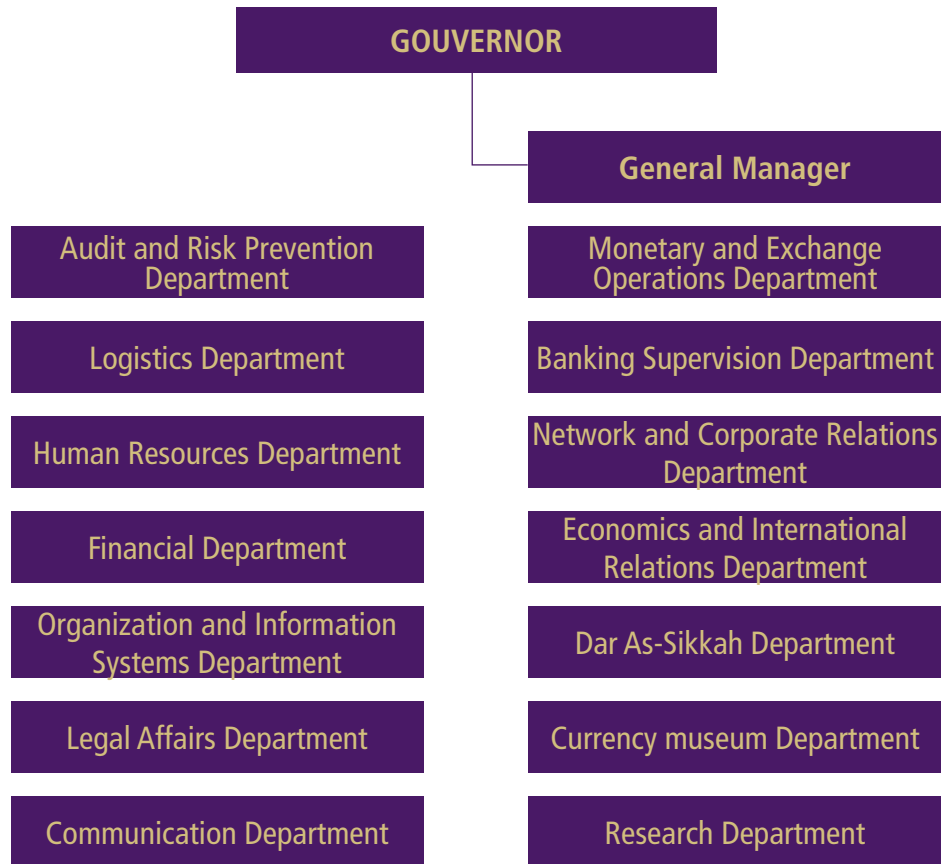 GOUVERNOR
General Manager
Audit and Risk Prevention
Department
Monetary and Exchange
Operations Department
Logistics Department
Banking Supervision Department
Human Resources Department
Network and Corporate Relations
Department
Financial Department
Economics and International
Relations Department
Organization and Information
Systems Department
Dar As-Sikkah Department
Legal Affairs Department
Currency museum Department
Communication Department
Research Department